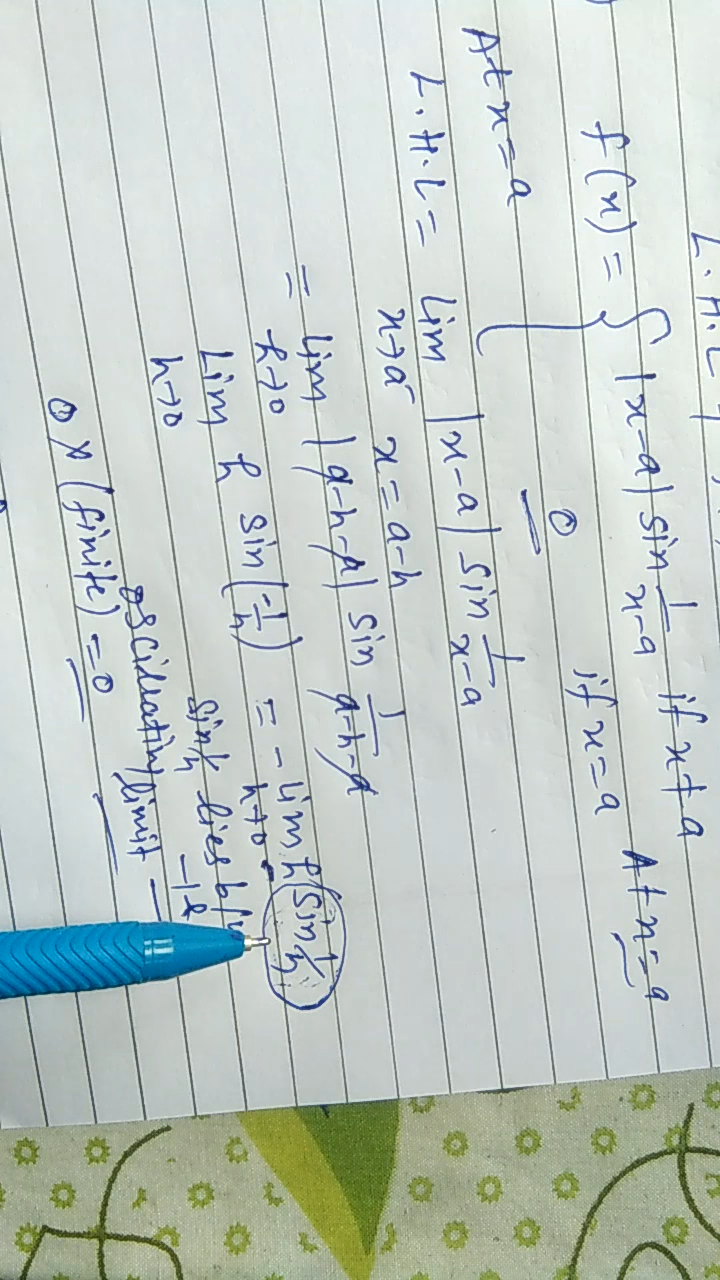 L.H.L
f(x) = { |x-a| sin 1/x-a if x≠a At x=a
0 if x=a
At x=a
L.H.L = lim x→a⁻ |x-a| sin 1/x-a
x=a-h
= lim h→0 |a-h-a| sin 1/a-h-a
Lim h→0 h sin(-1/h) = - lim h→0 h sin 1/h
sin 1/h lies b/w
-1 &
oscillating limit
0 × (finite) = 0